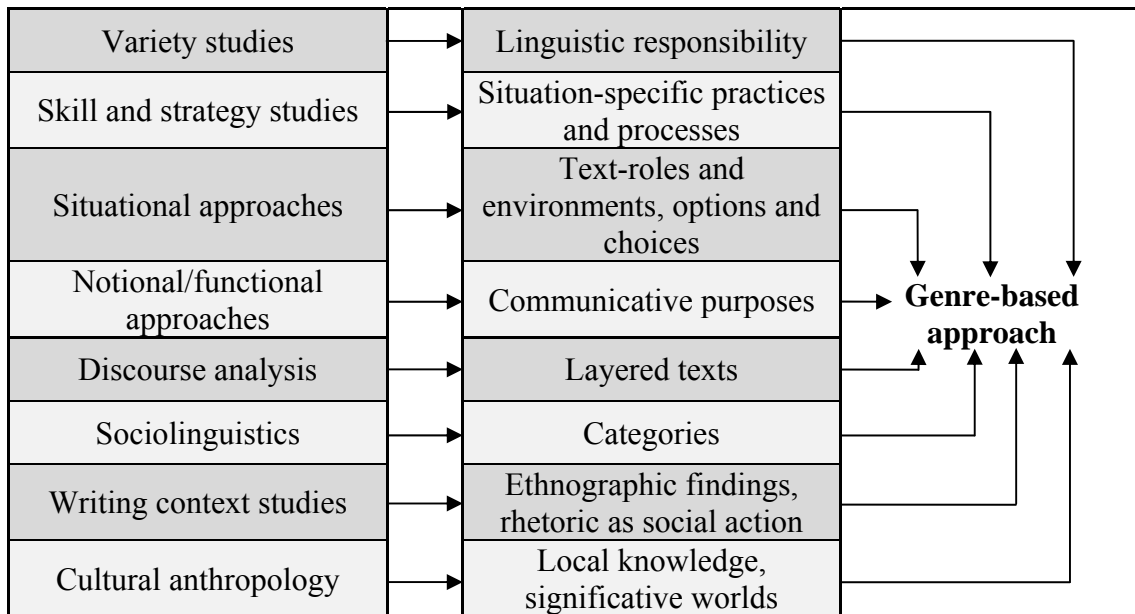 Variety studies
Linguistic responsibility
Skill and strategy studies
Situation-specific practices
and processes
Situational approaches
Text-roles and
environments, options and
choices
Notional/functional
approaches
Communicative purposes
Genre-based
approach
Discourse analysis
Layered texts
Sociolinguistics
Categories
Writing context studies
Ethnographic findings,
rhetoric as social action
Cultural anthropology
Local knowledge,
significative worlds